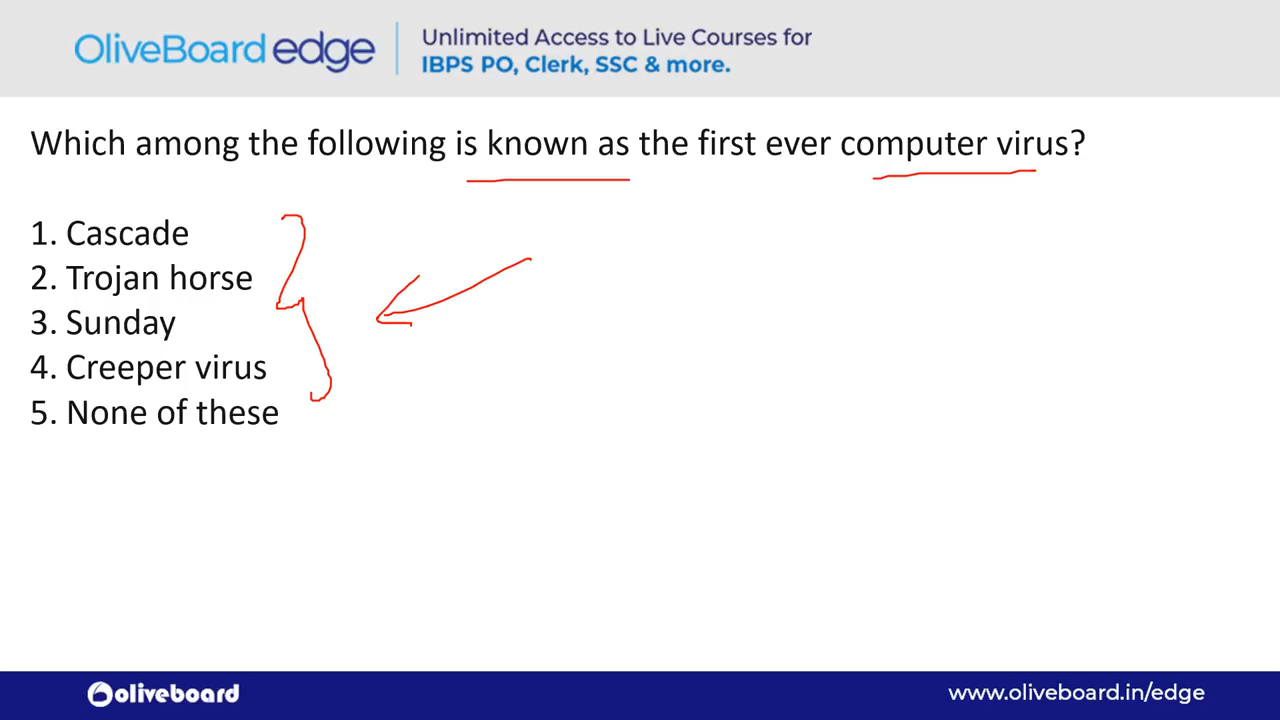 OliveBoard edge
Unlimited Access to Live Courses for
IBPS PO, Clerk, SSC & more.
Which among the following is known as the first ever computer virus?
1. Cascade
2. Trojan horse
3. Sunday
4. Creeper virus
5. None of these
oliveboard
www.oliveboard.in/edge